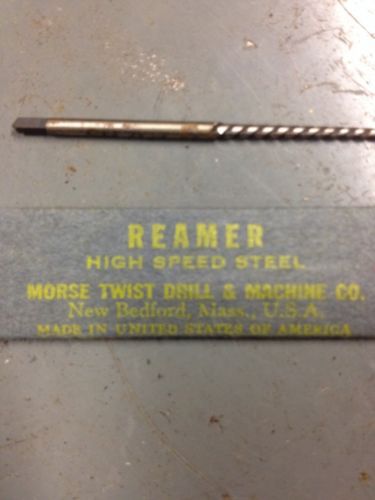 REAMER
HIGH SPEED STEEL
MORSE TWIST DRILL & MACHINE CO.
New Bedford, Mass., U.S.A.
MADE IN UNITED STATES OF AMERICA